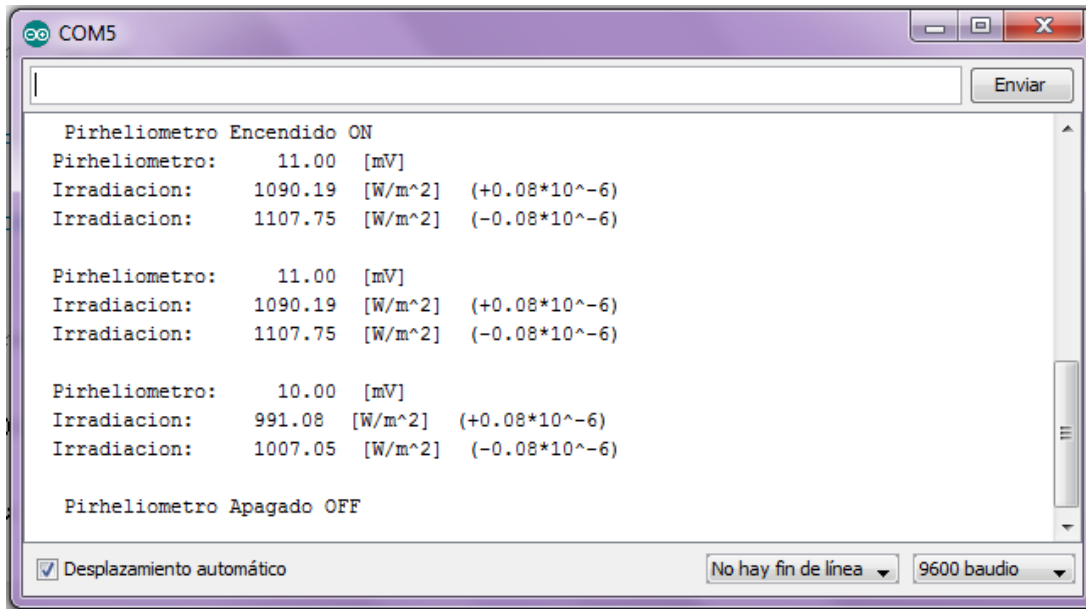 COM5
Enviar
Pirheliometro Encendido ON
Pirheliometro: 11.00 [mV]
Irradiacion: 1090.19 [W/m^2] (+0.08*10^-6)
Irradiacion: 1107.75 [W/m^2] (-0.08*10^-6)
Pirheliometro: 11.00 [mV]
Irradiacion: 1090.19 [W/m^2] (+0.08*10^-6)
Irradiacion: 1107.75 [W/m^2] (-0.08*10^-6)
Pirheliometro: 10.00 [mV]
Irradiacion: 991.08 [W/m^2] (+0.08*10^-6)
Irradiacion: 1007.05 [W/m^2] (-0.08*10^-6)
Pirheliometro Apagado OFF
Desplazamiento automático No hay fin de línea 9600 baudio